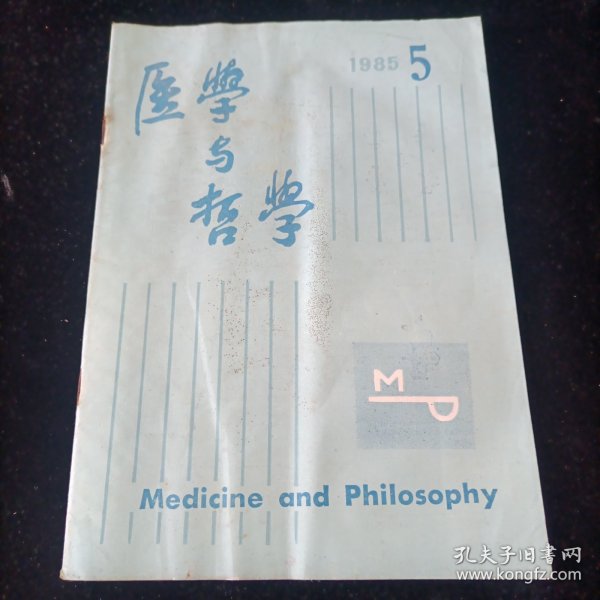 1985 5
医學
与
哲學
MP
Medicine and Philosophy
孔夫子旧书网
www.kongfz.com